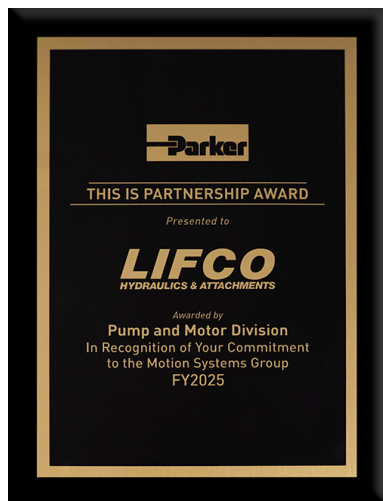 Parker
THIS IS PARTNERSHIP AWARD
Presented to
LIFCO
HYDRAULICS & ATTACHMENTS
Awarded by
Pump and Motor Division
In Recognition of Your Commitment
to the Motion Systems Group
FY2025